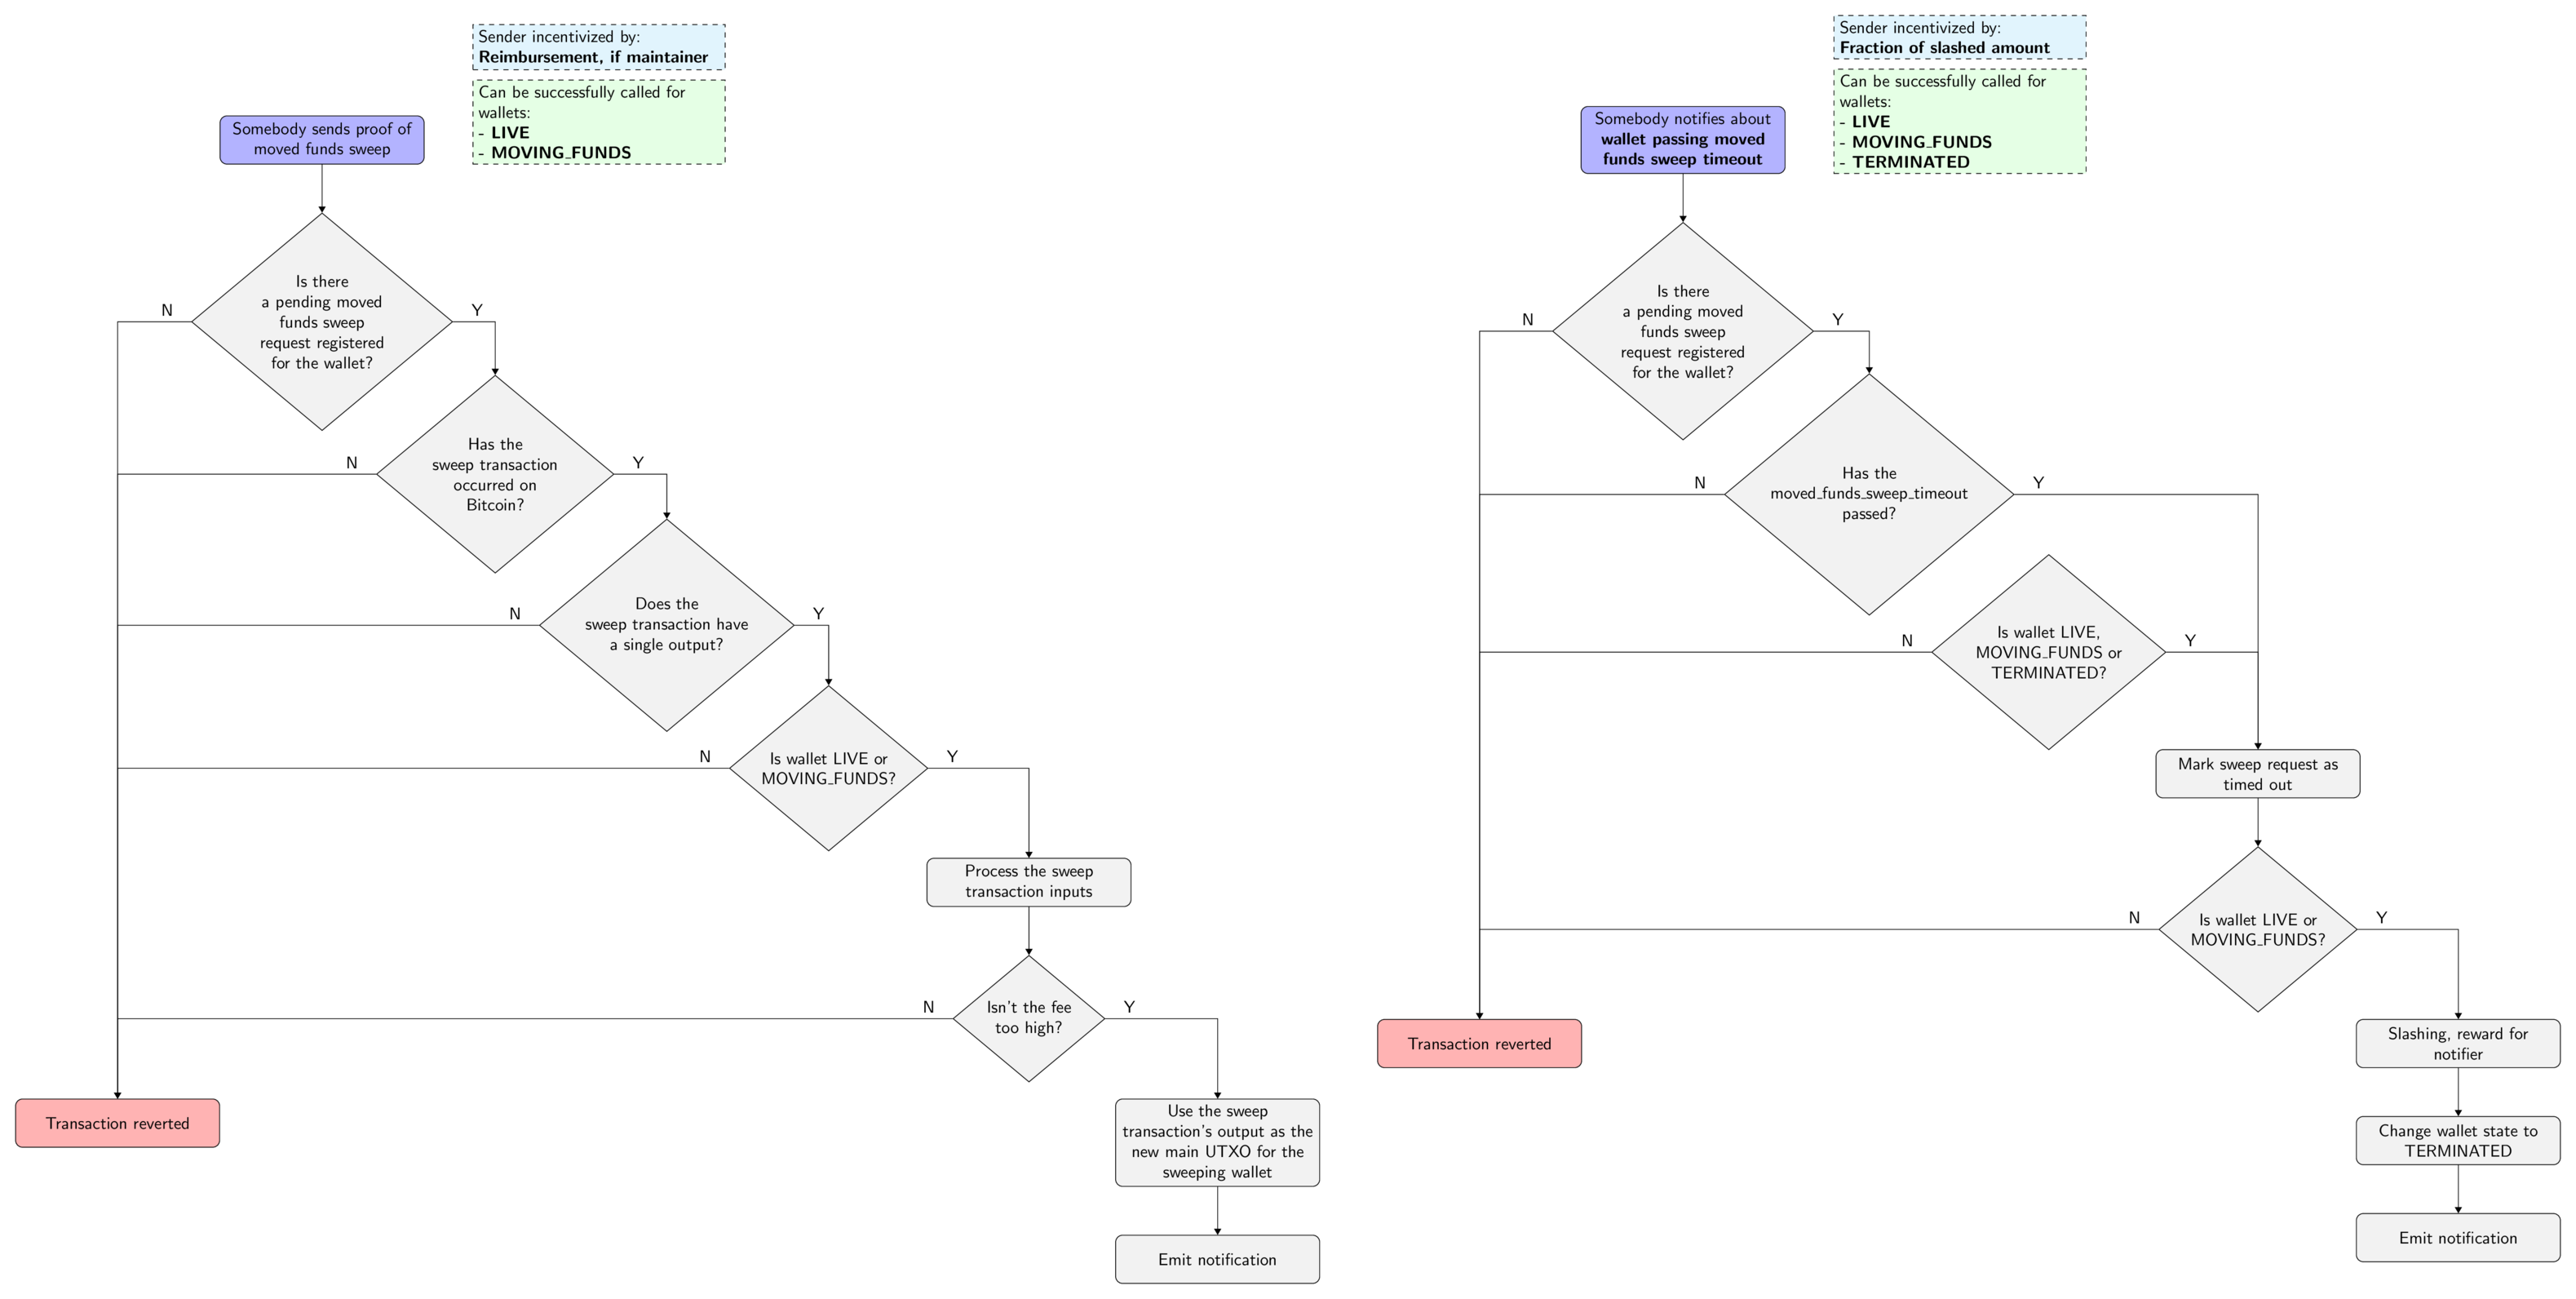 Sender incentivized by:
Reimbursement, if maintainer
Can be successfully called for
wallets:
- LIVE
- MOVING_FUNDS
Somebody sends proof of
moved funds sweep
Is there
a pending moved
funds sweep
request registered
for the wallet?
N
Y
Has the
sweep transaction
occurred on
Bitcoin?
N
Y
Does the
sweep transaction have
a single output?
N
Y
Is wallet LIVE or
MOVING_FUNDS?
N
Y
Process the sweep
transaction inputs
Isn't the fee
too high?
N
Y
Transaction reverted
Use the sweep
transaction's output as the
new main UTXO for the
sweeping wallet
Emit notification
Sender incentivized by:
Fraction of slashed amount
Can be successfully called for
wallets:
- LIVE
- MOVING_FUNDS
- TERMINATED
Somebody notifies about
wallet passing moved
funds sweep timeout
Is there
a pending moved
funds sweep
request registered
for the wallet?
N
Y
Has the
moved_funds_sweep_timeout
passed?
N
Y
Is wallet LIVE,
MOVING_FUNDS or
TERMINATED?
N
Y
Mark sweep request as
timed out
Is wallet LIVE or
MOVING_FUNDS?
N
Y
Transaction reverted
Slashing, reward for
notifier
Change wallet state to
TERMINATED
Emit notification